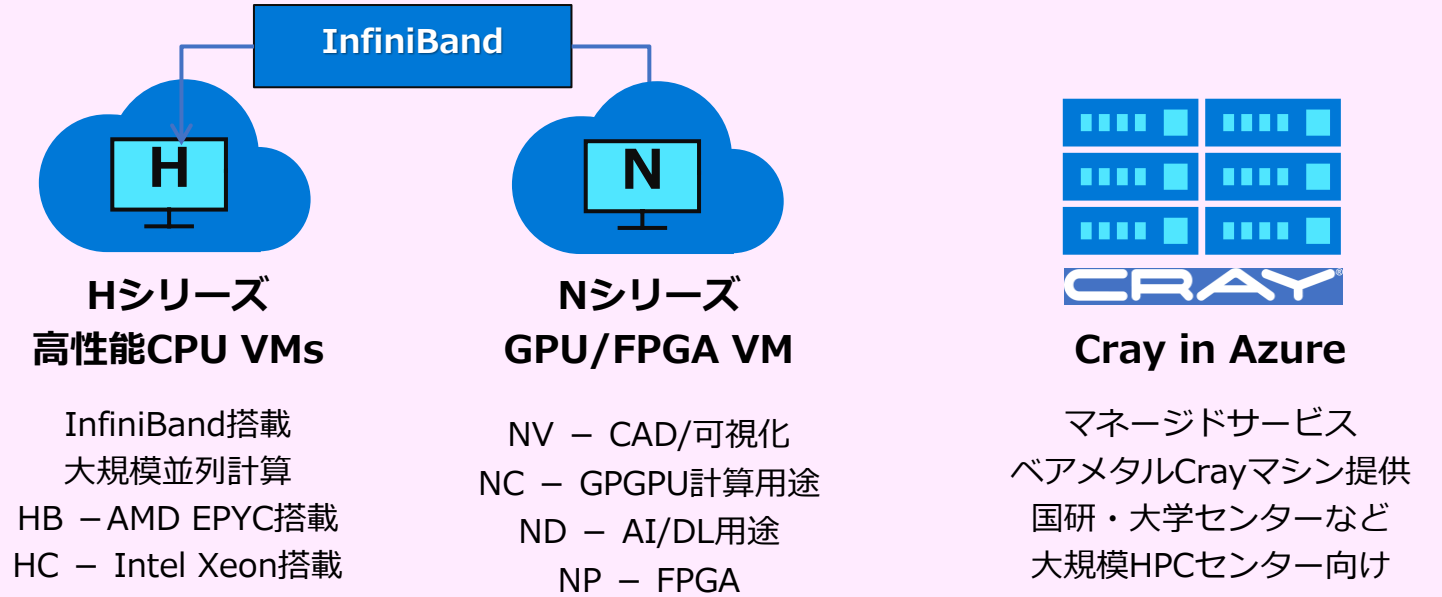 InfiniBand
H
N
CRAY®
Hシリーズ
高性能CPU VMs
InfiniBand搭載
大規模並列計算
HB －AMD EPYC搭載
HC － Intel Xeon搭載
Nシリーズ
GPU/FPGA VM
NV － CAD/可視化
NC － GPGPU計算用途
ND － AI/DL用途
NP － FPGA
Cray in Azure
マネージドサービス
ベアメタルCrayマシン提供
国研・大学センターなど
大規模HPCセンター向け